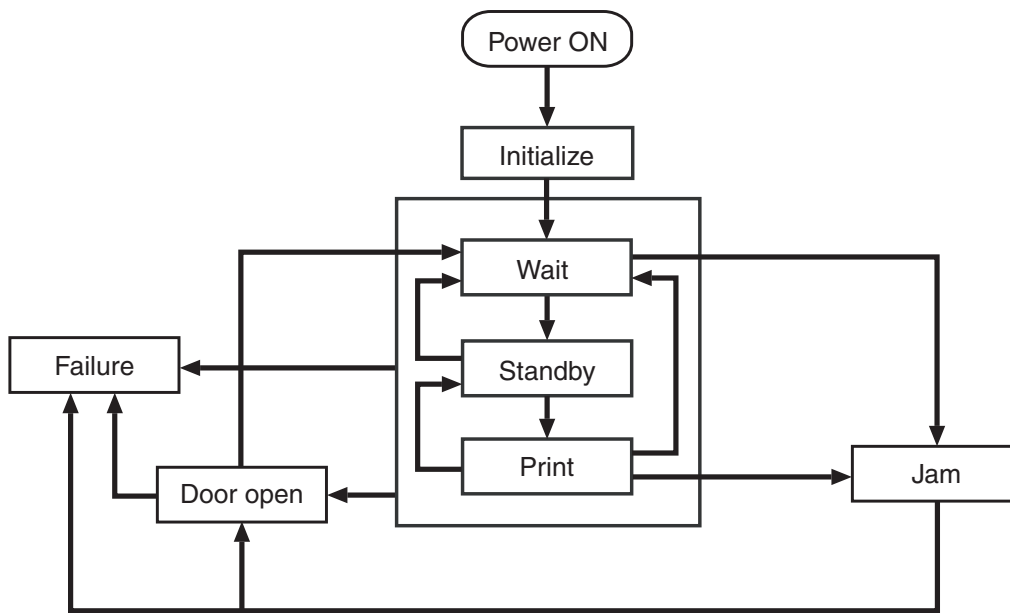 Power ON
Initialize
Wait
Failure
Standby
Print
Door open
Jam